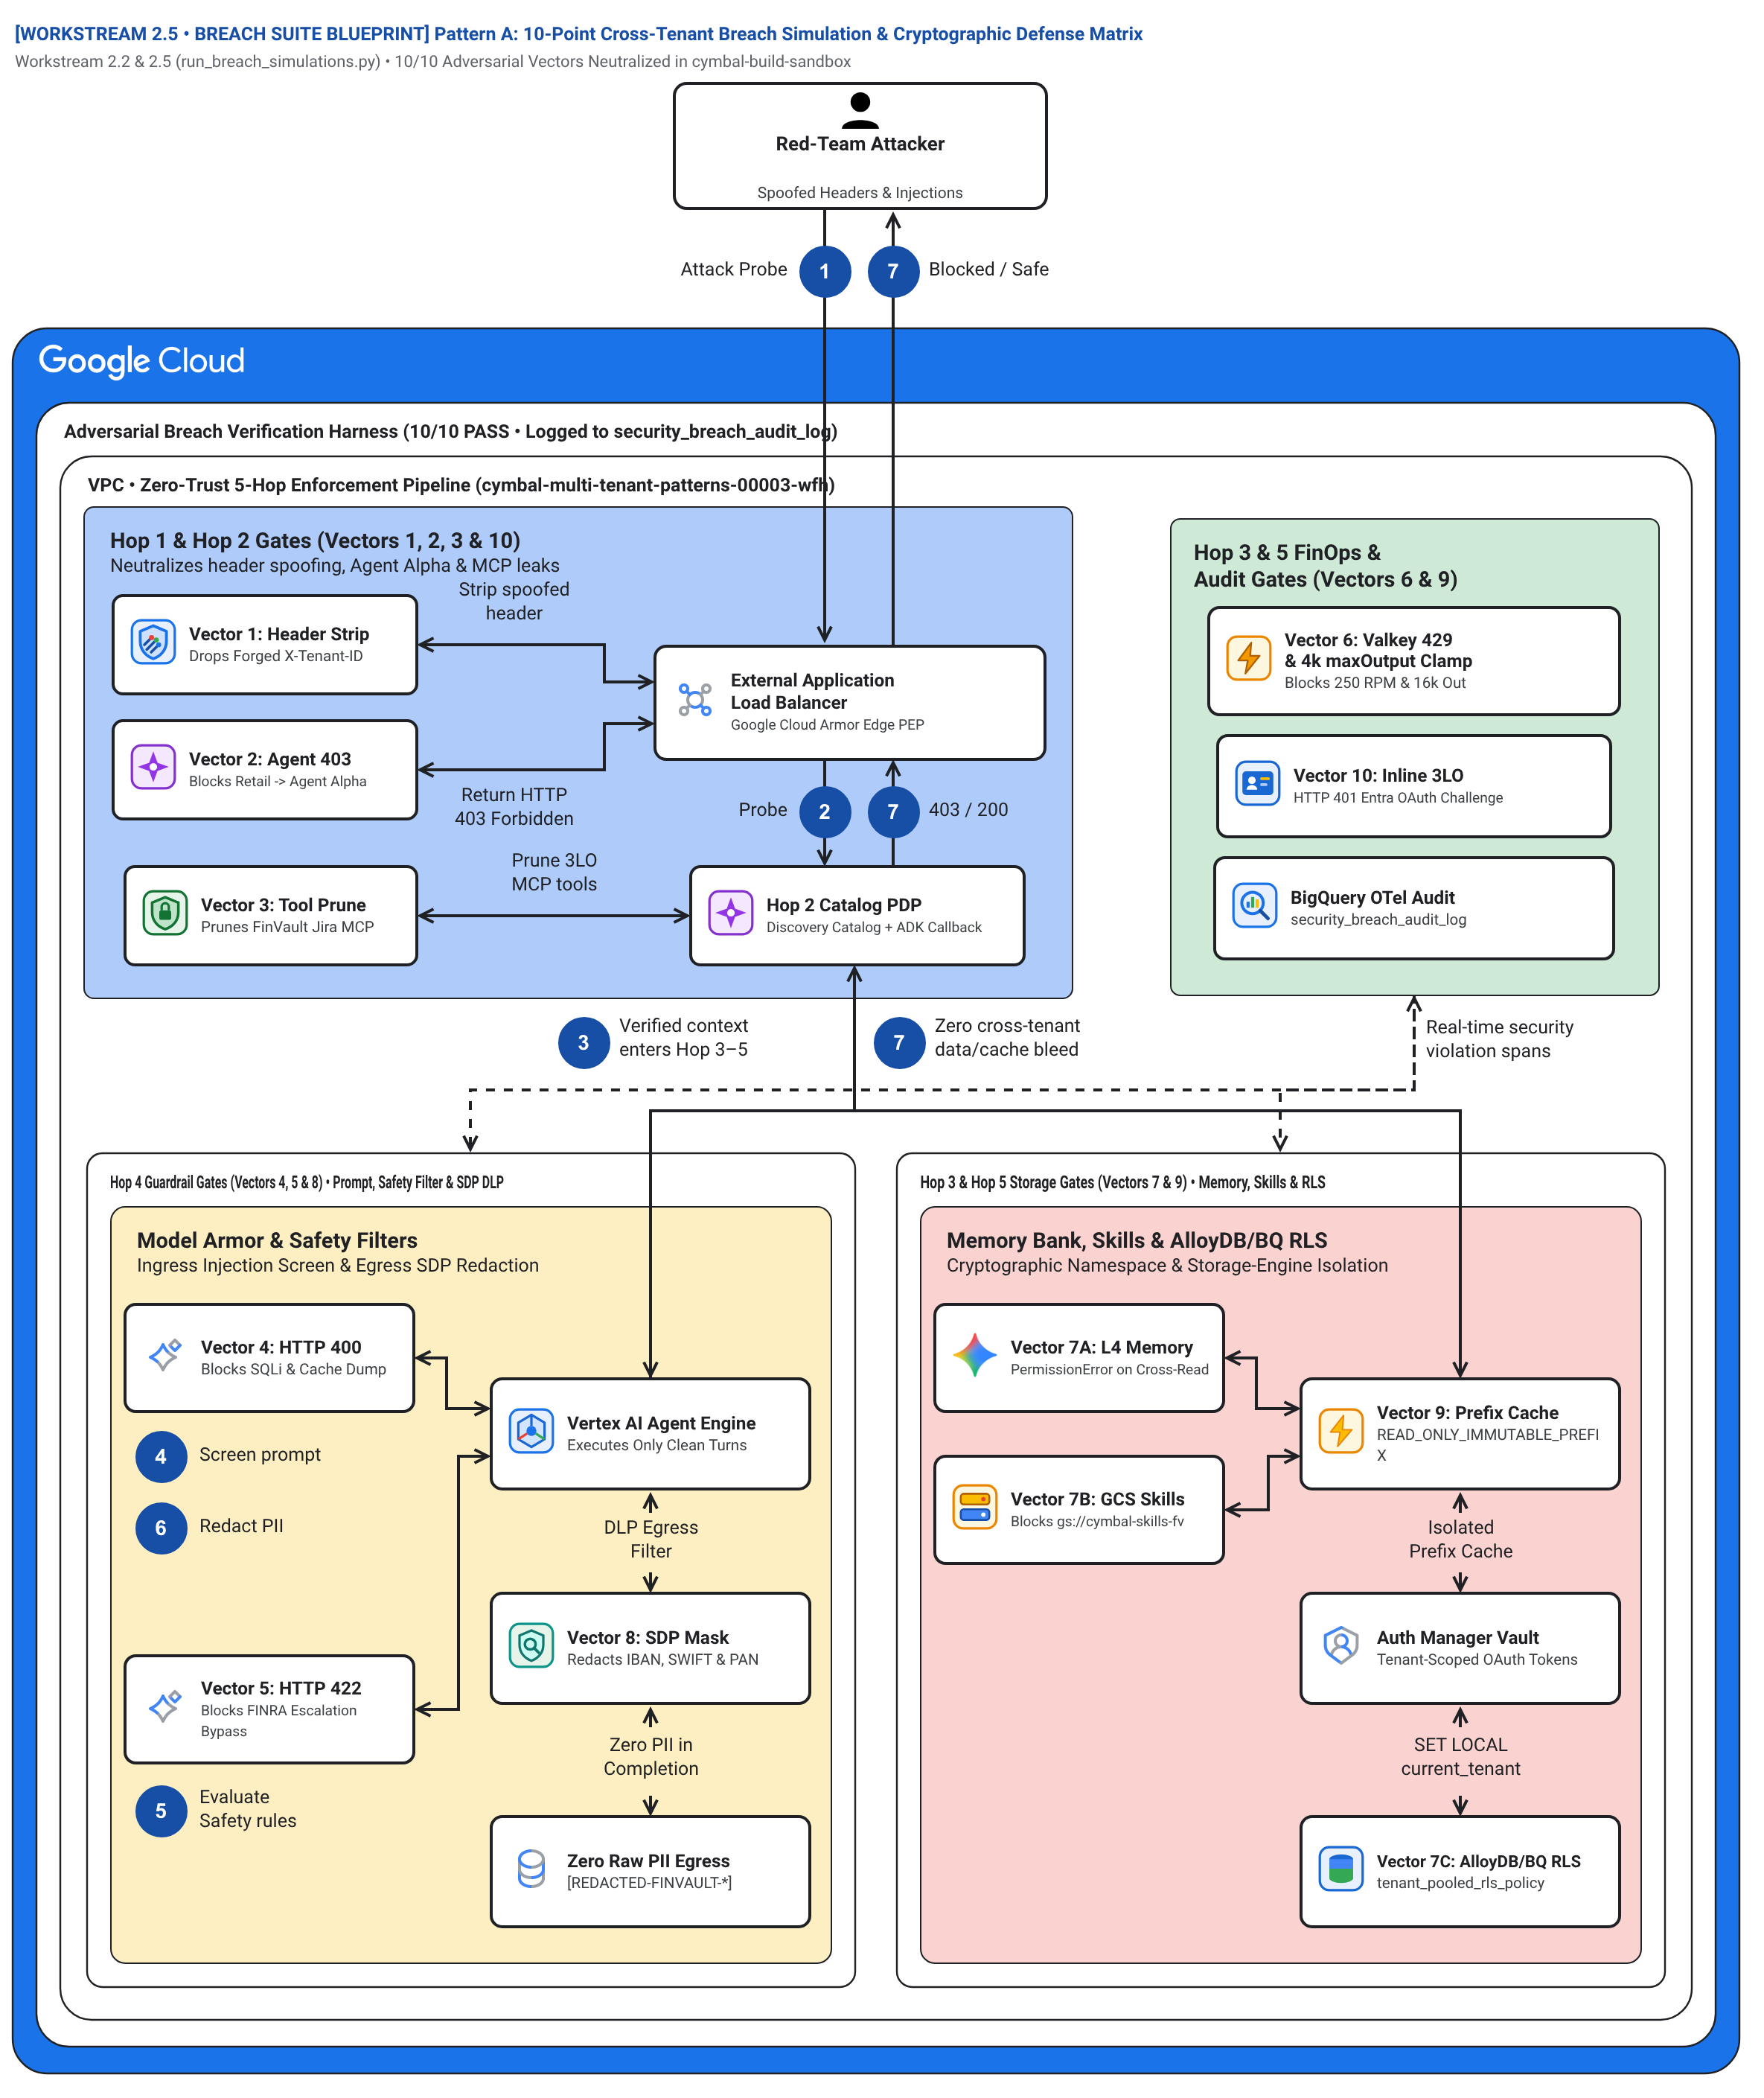 [WORKSTREAM 2.5 • BREACH SUITE BLUEPRINT] Pattern A: 10-Point Cross-Tenant Breach Simulation & Cryptographic Defense Matrix
Workstream 2.2 & 2.5 (run_breach_simulations.py) • 10/10 Adversarial Vectors Neutralized in cymbal-build-sandbox
Red-Team Attacker
Spoofed Headers & Injections
Attack Probe
1
7
Blocked / Safe
Google Cloud
Adversarial Breach Verification Harness (10/10 PASS • Logged to security_breach_audit_log)
VPC • Zero-Trust 5-Hop Enforcement Pipeline (cymbal-multi-tenant-patterns-00003-wfh)
Hop 1 & Hop 2 Gates (Vectors 1, 2, 3 & 10)
Neutralizes header spoofing, Agent Alpha & MCP leaks
Strip spoofed
header
Vector 1: Header Strip
Drops Forged X-Tenant-ID
Vector 2: Agent 403
Blocks Retail -> Agent Alpha
Return HTTP
403 Forbidden
External Application
Load Balancer
Google Cloud Armor Edge PEP
Probe
2
7
403 / 200
Prune 3LO
MCP tools
Vector 3: Tool Prune
Prunes FinVault Jira MCP
Hop 2 Catalog PDP
Discovery Catalog + ADK Callback
Hop 3 & 5 FinOps &
Audit Gates (Vectors 6 & 9)
Vector 6: Valkey 429
& 4k maxOutput Clamp
Blocks 250 RPM & 16k Out
Vector 10: Inline 3LO
HTTP 401 Entra OAuth Challenge
BigQuery OTel Audit
security_breach_audit_log
3
Verified context
enters Hop 3–5
7
Zero cross-tenant
data/cache bleed
Real-time security
violation spans
Hop 4 Guardrail Gates (Vectors 4, 5 & 8) • Prompt, Safety Filter & SDP DLP
Model Armor & Safety Filters
Ingress Injection Screen & Egress SDP Redaction
Vector 4: HTTP 400
Blocks SQLi & Cache Dump
4
Screen prompt
6
Redact PII
Vertex AI Agent Engine
Executes Only Clean Turns
DLP Egress
Filter
Vector 8: SDP Mask
Redacts IBAN, SWIFT & PAN
Vector 5: HTTP 422
Blocks FINRA Escalation
Bypass
5
Evaluate
Safety rules
Zero PII in
Completion
Zero Raw PII Egress
[REDACTED-FINVAULT-*]
Hop 3 & Hop 5 Storage Gates (Vectors 7 & 9) • Memory, Skills & RLS
Memory Bank, Skills & AlloyDB/BQ RLS
Cryptographic Namespace & Storage-Engine Isolation
Vector 7A: L4 Memory
PermissionError on Cross-Read
Vector 7B: GCS Skills
Blocks gs://cymbal-skills-fv
Vector 9: Prefix Cache
READ_ONLY_IMMUTABLE_PREFI
X
Isolated
Prefix Cache
Auth Manager Vault
Tenant-Scoped OAuth Tokens
SET LOCAL
current_tenant
Vector 7C: AlloyDB/BQ RLS
tenant_pooled_rls_policy